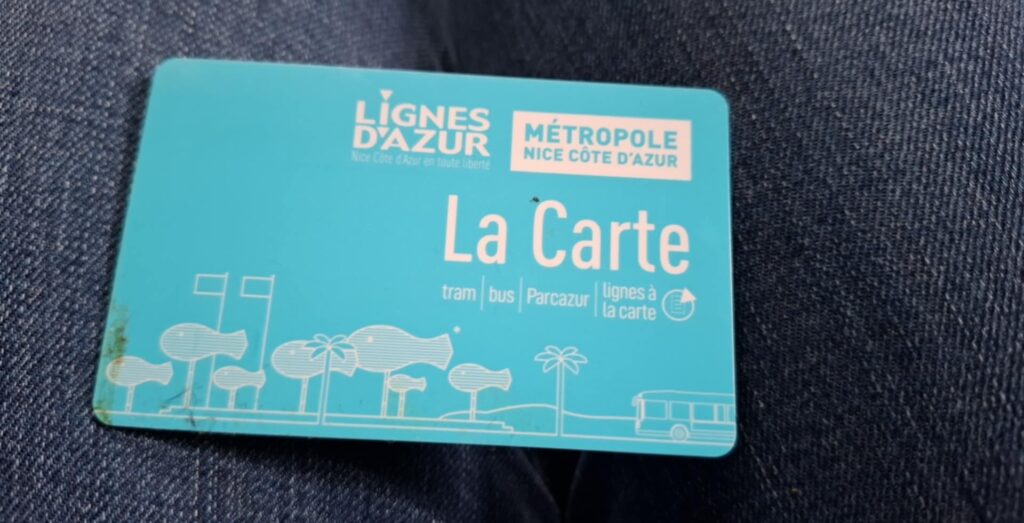 LIGNES
D'AZUR
Nice Côte d'Azur en toute liberté
MÉTROPOLE
NICE CÔTE D'AZUR
La Carte
tram | bus | Parcazur | lignes à
la carte